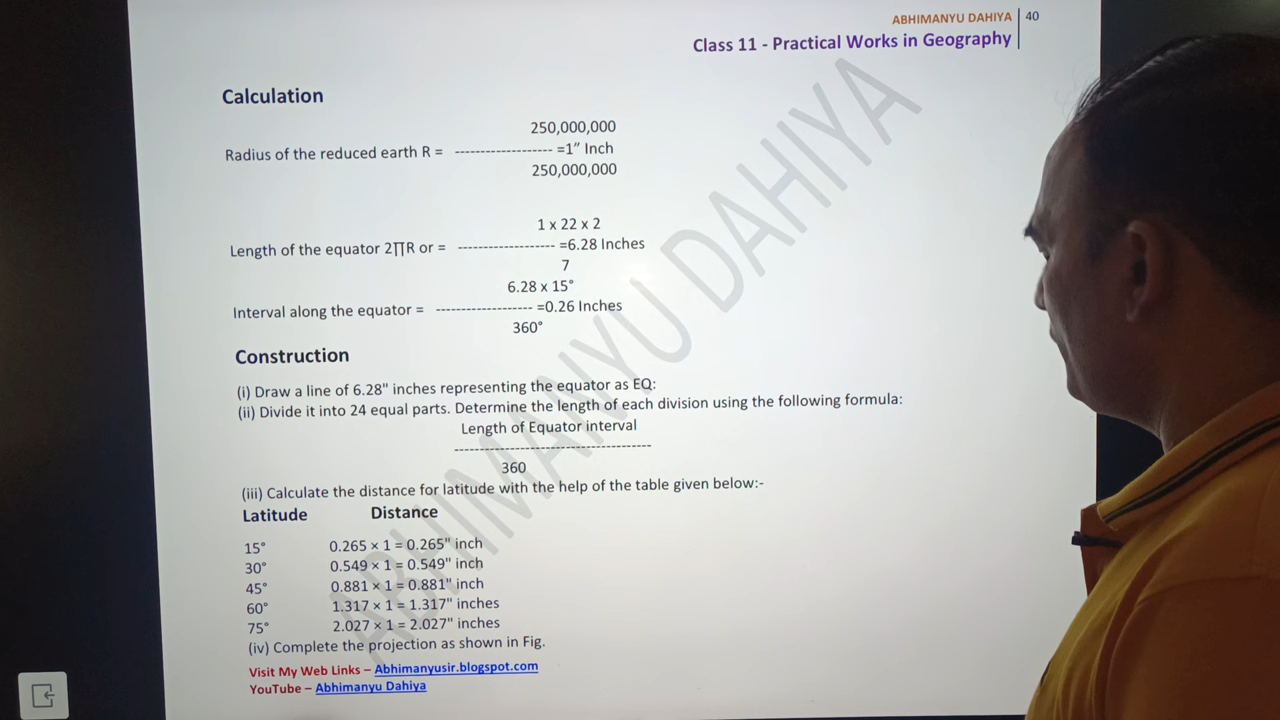 ABHIMANYU DAHIYA 40
Class 11 - Practical Works in Geography
Calculation
250,000,000
Radius of the reduced earth R = ------------------- =1″ Inch
250,000,000
1 x 22 x 2
Length of the equator 2∏R or = ------------------- =6.28 Inches
7
6.28 x 15°
Interval along the equator = ------------------- =0.26 Inches
360°
Construction
(i) Draw a line of 6.28" inches representing the equator as EQ:
(ii) Divide it into 24 equal parts. Determine the length of each division using the following formula:
Length of Equator interval
--------------------------------------
360
(iii) Calculate the distance for latitude with the help of the table given below:-
Latitude Distance
15° 0.265 × 1 = 0.265" inch
30° 0.549 × 1 = 0.549" inch
45° 0.881 × 1 = 0.881" inch
60° 1.317 × 1 = 1.317" inches
75° 2.027 × 1 = 2.027" inches
(iv) Complete the projection as shown in Fig.
Visit My Web Links – Abhimanyusir.blogspot.com
YouTube – Abhimanyu Dahiya
ABHIMANYU DAHIYA